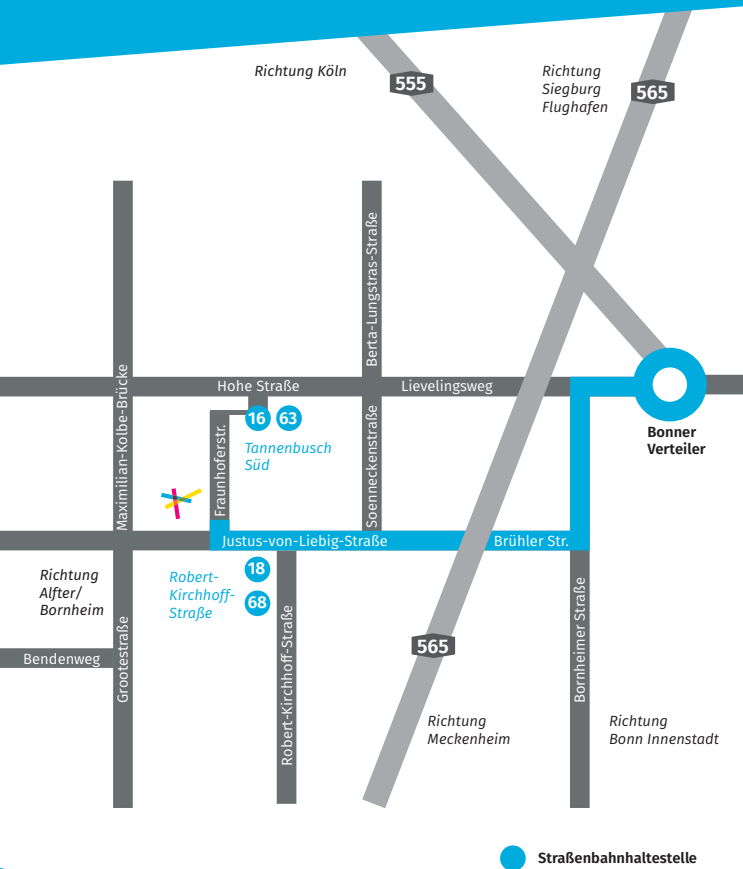 Richtung Köln
555
Richtung
Siegburg
Flughafen
565
Berta-Lungstras-Straße
Maximilian-Kolbe-Brücke
Hohe Straße
Lievelingsweg
16
63
Tannenbusch
Süd
Fraunhoferstr.
Soenneckenstraße
Bonner
Verteiler
Justus-von-Liebig-Straße
Brühler Str.
Richtung
Alfter/
Bornheim
Robert-
Kirchhoff-
Straße
18
68
Grootestraße
Bendenweg
Robert-Kirchhoff-Straße
565
Bornheimer Straße
Richtung
Meckenheim
Richtung
Bonn Innenstadt
Straßenbahnhaltestelle